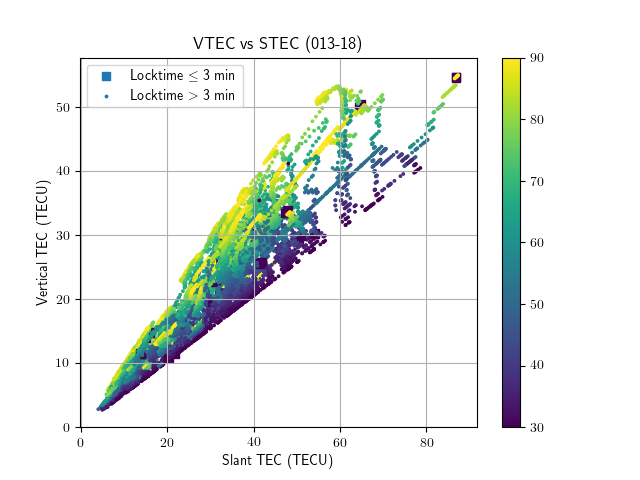 VTEC vs STEC (013-18)
Locktime ≤ 3 min
Locktime > 3 min
Vertical TEC (TECU)
50
40
30
20
10
0
0 20 40 60 80
Slant TEC (TECU)
90
80
70
60
50
40
30